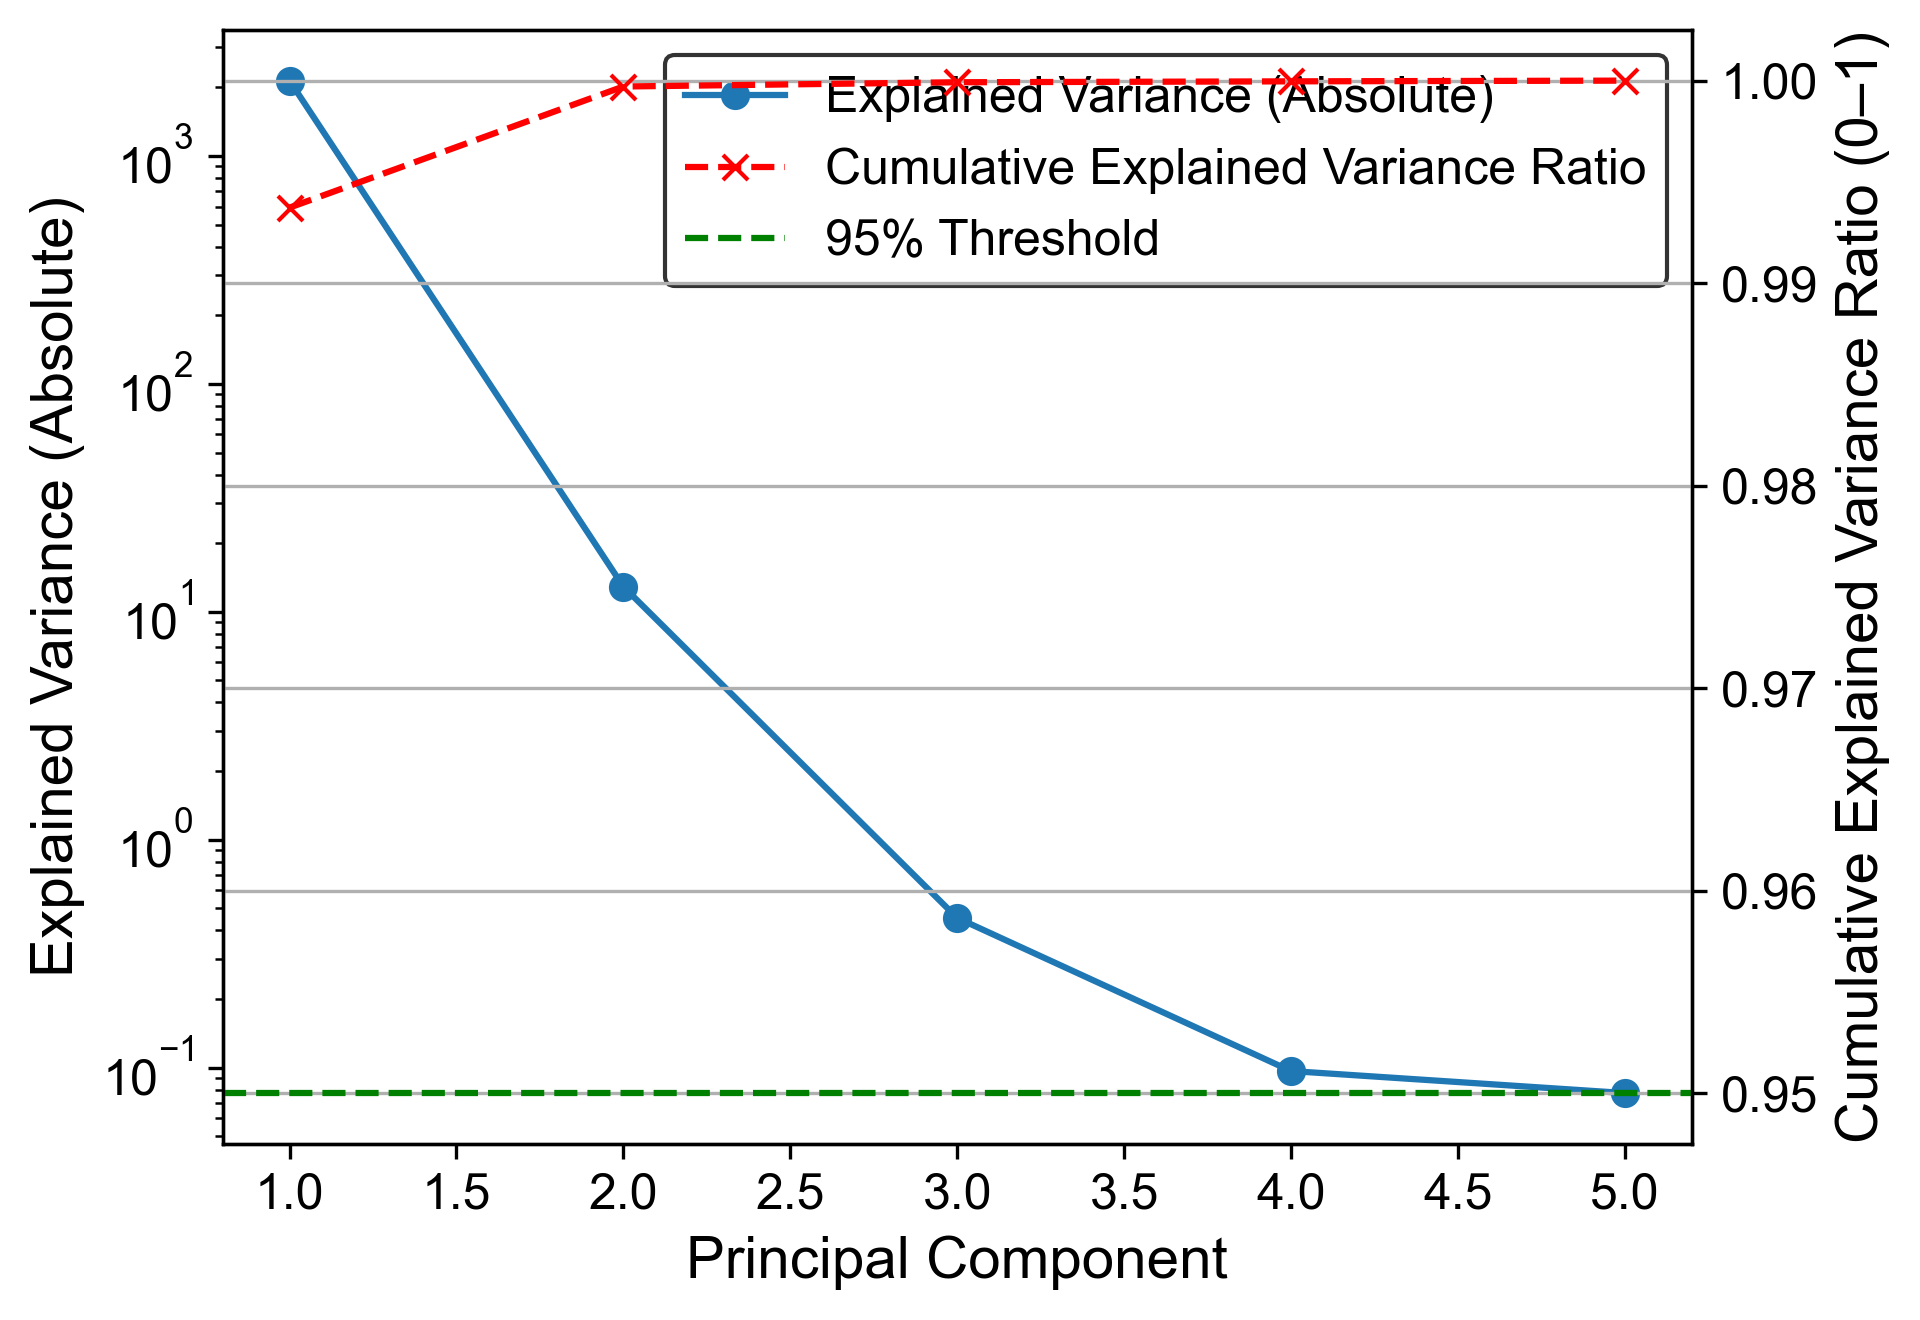 Explained Variance (Absolute)
10^3
10^2
10^1
10^0
10^−1
Explained Variance (Absolute)
Cumulative Explained Variance Ratio
95% Threshold
1.00
0.99
0.98
0.97
0.96
0.95
Cumulative Explained Variance Ratio (0–1)
1.0 1.5 2.0 2.5 3.0 3.5 4.0 4.5 5.0
Principal Component